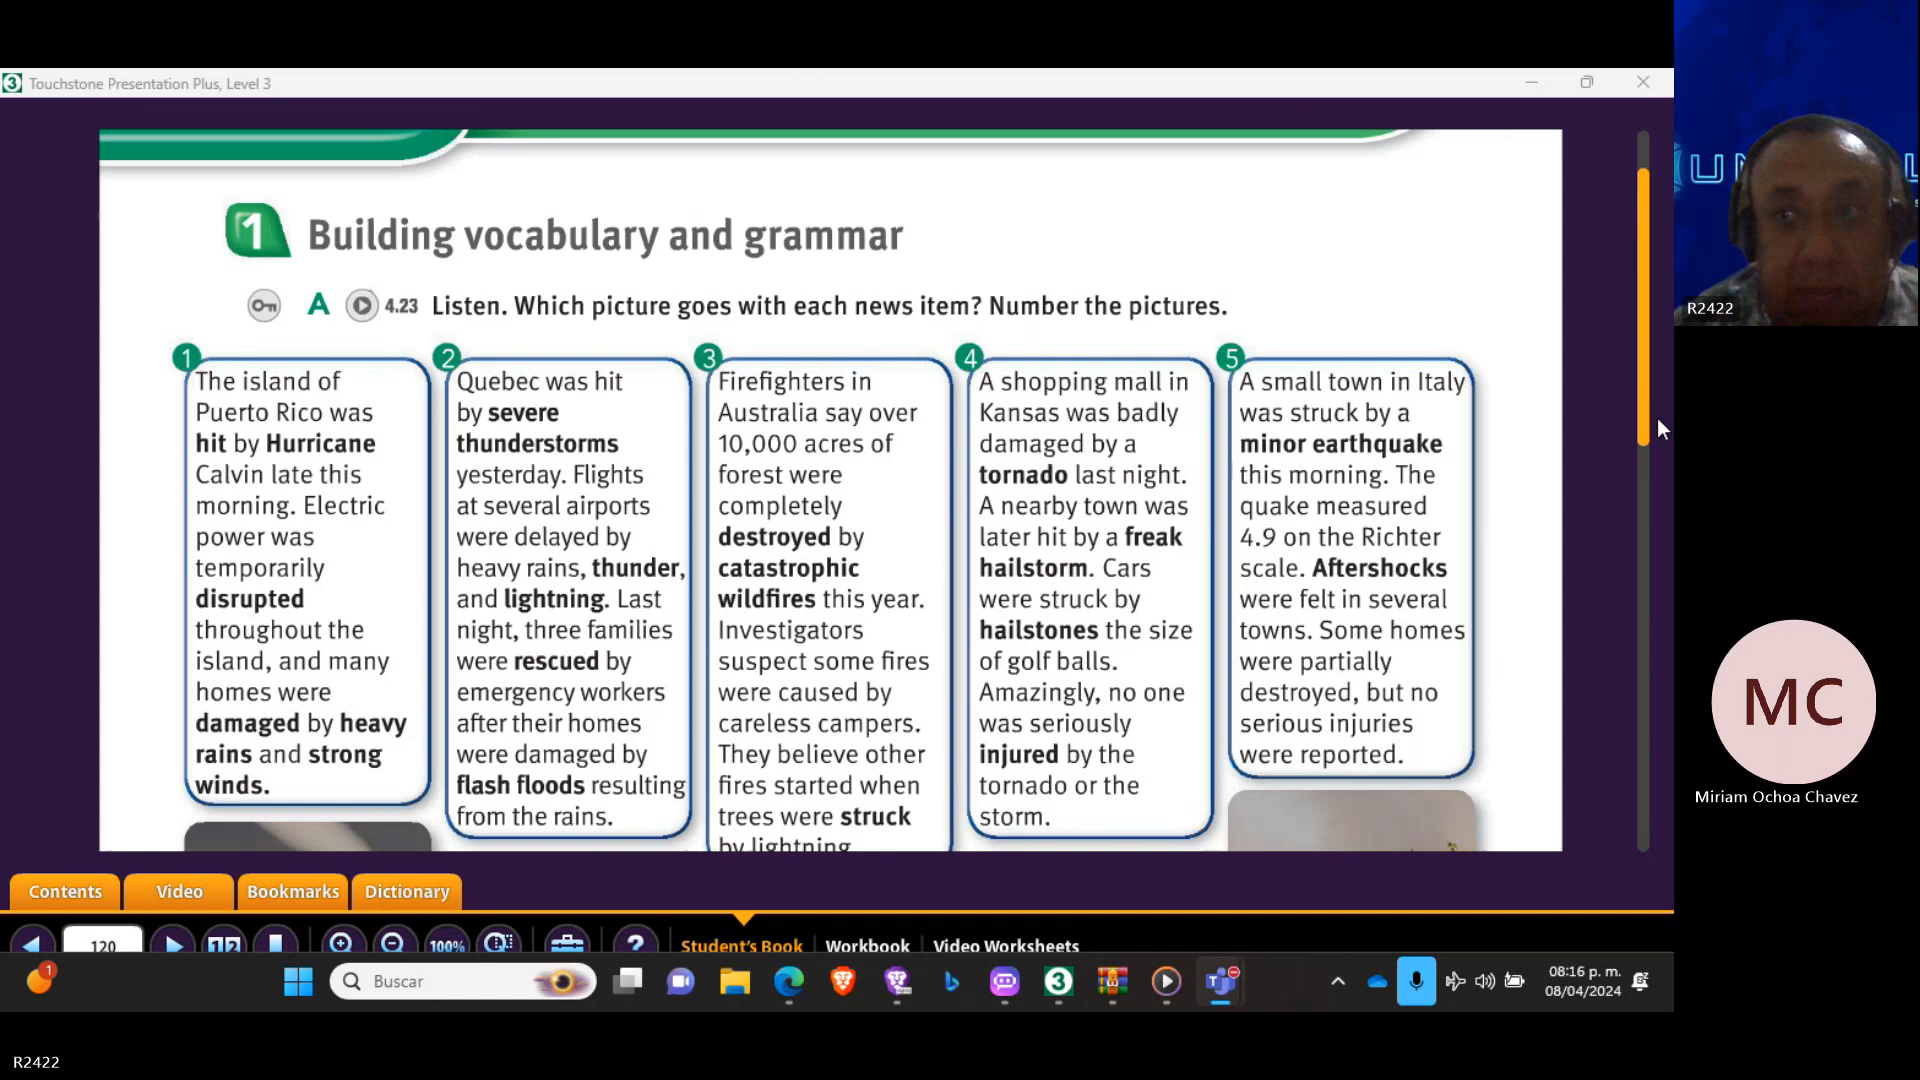 3 Touchstone Presentation Plus, Level 3
1 Building vocabulary and grammar
A 4.23 Listen. Which picture goes with each news item? Number the pictures.
1
The island of
Puerto Rico was
hit by Hurricane
Calvin late this
morning. Electric
power was
temporarily
disrupted
throughout the
island, and many
homes were
damaged by heavy
rains and strong
winds.
2
Quebec was hit
by severe
thunderstorms
yesterday. Flights
at several airports
were delayed by
heavy rains, thunder,
and lightning. Last
night, three families
were rescued by
emergency workers
after their homes
were damaged by
flash floods resulting
from the rains.
3
Firefighters in
Australia say over
10,000 acres of
forest were
completely
destroyed by
catastrophic
wildfires this year.
Investigators
suspect some fires
were caused by
careless campers.
They believe other
fires started when
trees were struck
by lightning
4
A shopping mall in
Kansas was badly
damaged by a
tornado last night.
A nearby town was
later hit by a freak
hailstorm. Cars
were struck by
hailstones the size
of golf balls.
Amazingly, no one
was seriously
injured by the
tornado or the
storm.
5
A small town in Italy
was struck by a
minor earthquake
this morning. The
quake measured
4.9 on the Richter
scale. Aftershocks
were felt in several
towns. Some homes
were partially
destroyed, but no
serious injuries
were reported.
Contents Video Bookmarks Dictionary
120 12 100% ? Student's Book Workbook Video Worksheets
1 Buscar 3 08:16 p. m.
08/04/2024
R2422
R2422
MC
Miriam Ochoa Chavez